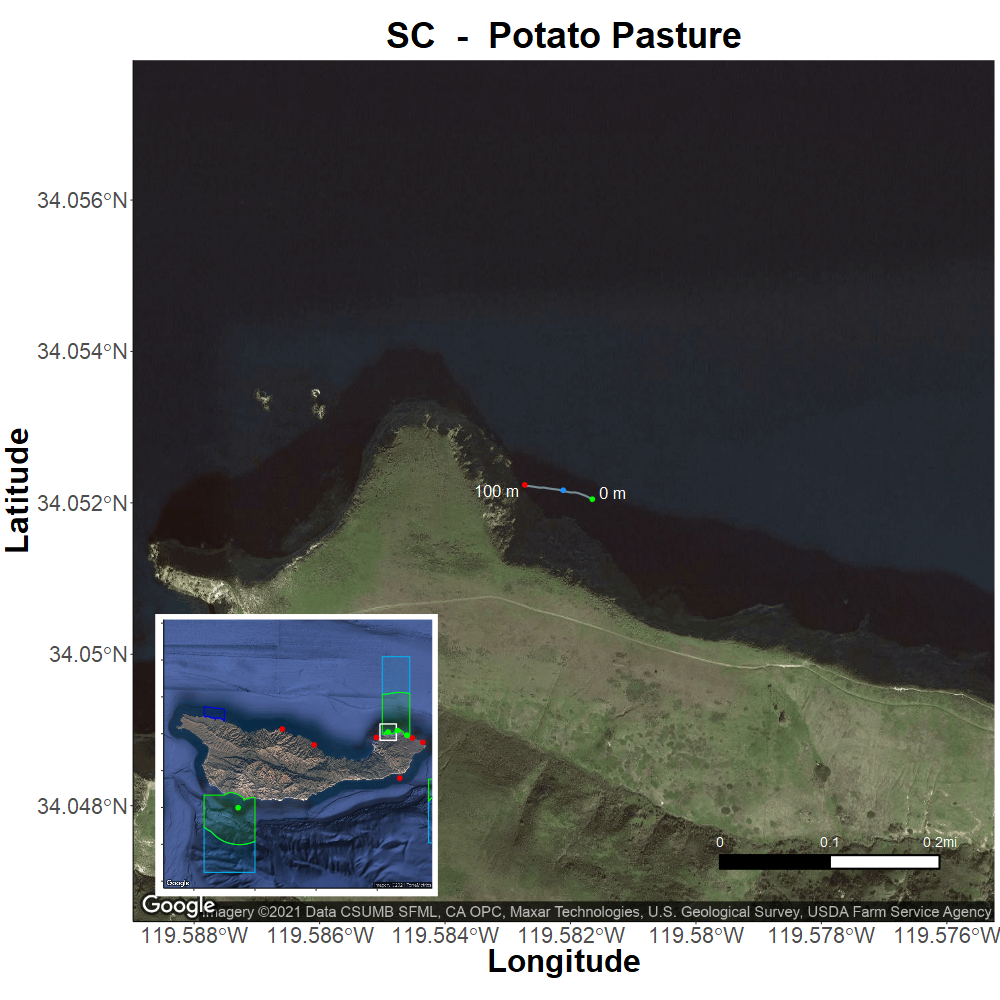 SC - Potato Pasture
Latitude
34.056°N
34.054°N
34.052°N
34.05°N
34.048°N
100 m
0 m
0 0.1 0.2mi
Google
Google
Imagery ©2021 Data CSUMB SFML, CA OPC, Maxar Technologies, U.S. Geological Survey, USDA Farm Service Agency
119.588°W 119.586°W 119.584°W 119.582°W 119.58°W 119.578°W 119.576°W
Longitude